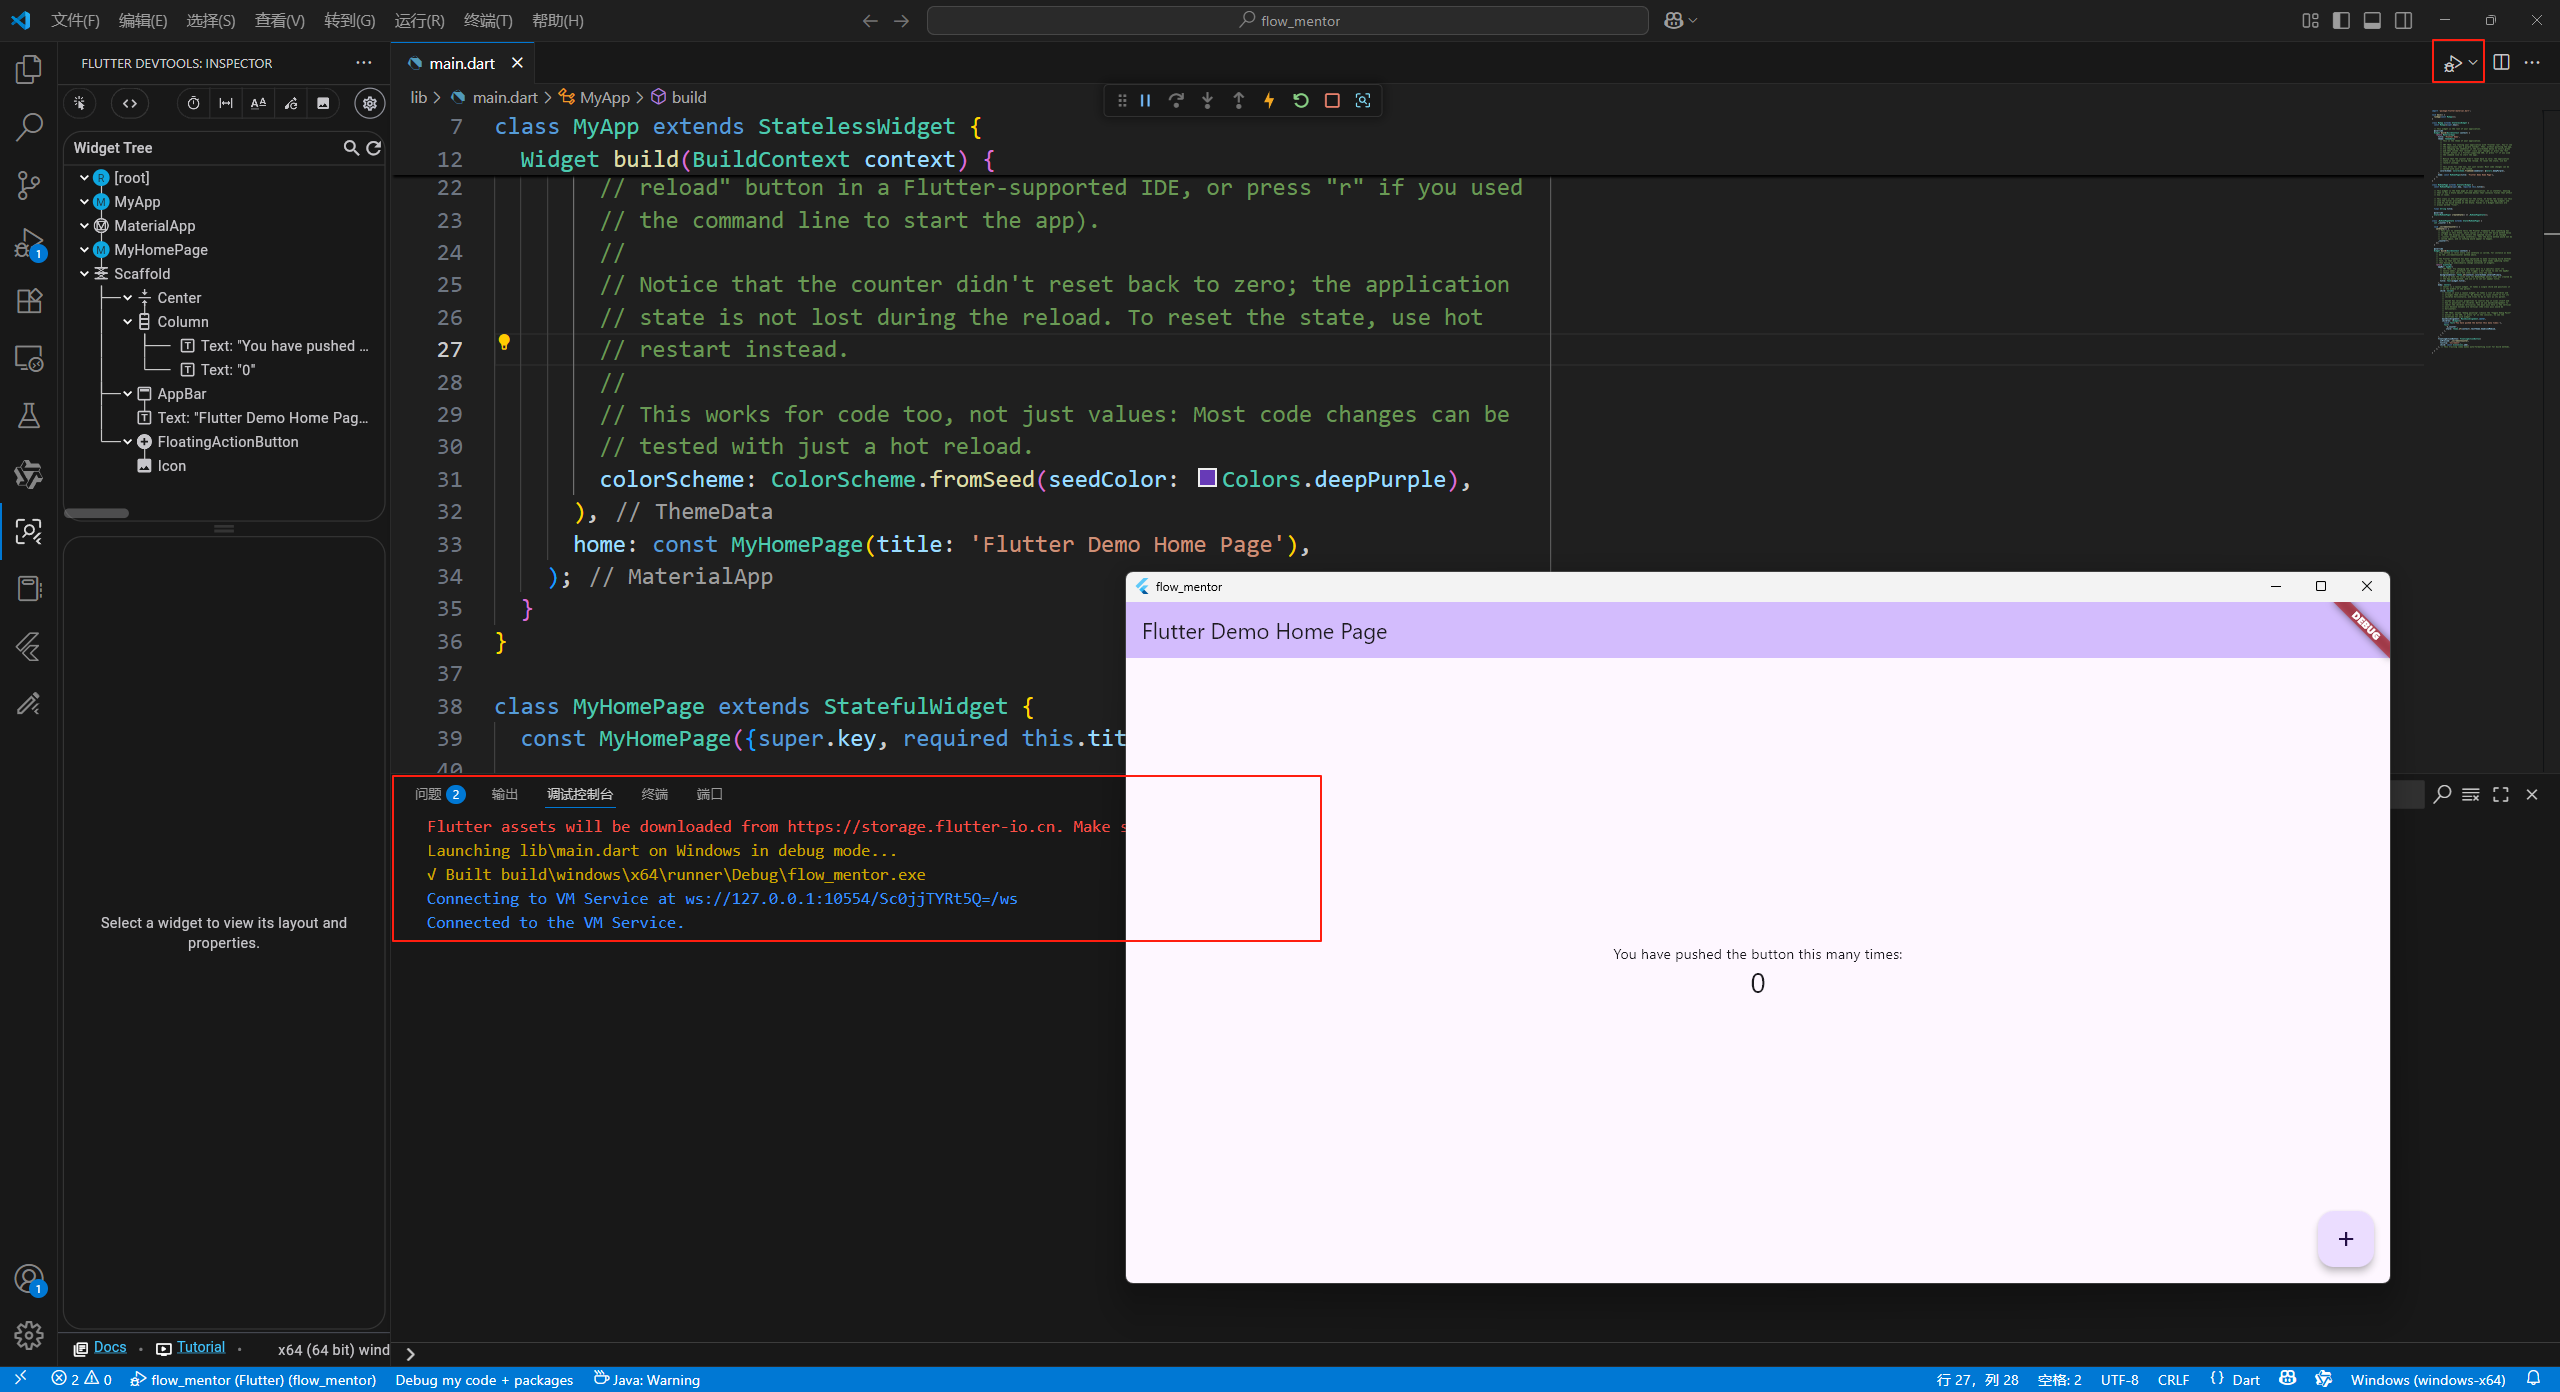 文件(F) 编辑(E) 选择(S) 查看(V) 转到(G) 运行(R) 终端(T) 帮助(H)
flow_mentor
FLUTTER DEVTOOLS: INSPECTOR
Widget Tree
[root]
MyApp
MaterialApp
MyHomePage
Scaffold
Center
Column
Text: "You have pushed ...
Text: "0"
AppBar
Text: "Flutter Demo Home Pag...
FloatingActionButton
Icon
Select a widget to view its layout and
properties.
Docs • Tutorial • x64 (64 bit) wind
main.dart
lib > main.dart > MyApp > build
7 class MyApp extends StatelessWidget {
12 Widget build(BuildContext context) {
22 // reload" button in a Flutter-supported IDE, or press "r" if you used
23 // the command line to start the app).
24 //
25 // Notice that the counter didn't reset back to zero; the application
26 // state is not lost during the reload. To reset the state, use hot
27 // restart instead.
28 //
29 // This works for code too, not just values: Most code changes can be
30 // tested with just a hot reload.
31 colorScheme: ColorScheme.fromSeed(seedColor: Colors.deepPurple),
32 ), // ThemeData
33 home: const MyHomePage(title: 'Flutter Demo Home Page'),
34 ); // MaterialApp
35 }
36 }
37
38 class MyHomePage extends StatefulWidget {
39 const MyHomePage({super.key, required this.tit
40
问题 2 输出 调试控制台 终端 端口
Flutter assets will be downloaded from https://storage.flutter-io.cn. Make s
Launching lib\main.dart on Windows in debug mode...
√ Built build\windows\x64\runner\Debug\flow_mentor.exe
Connecting to VM Service at ws://127.0.0.1:10554/Sc0jjTYRt5Q=/ws
Connected to the VM Service.
flow_mentor
Flutter Demo Home Page
DEBUG
You have pushed the button this many times:
0
+
1
1
2 0 flow_mentor (Flutter) (flow_mentor) Debug my code + packages Java: Warning
行 27，列 28 空格: 2 UTF-8 CRLF {} Dart Windows (windows-x64)